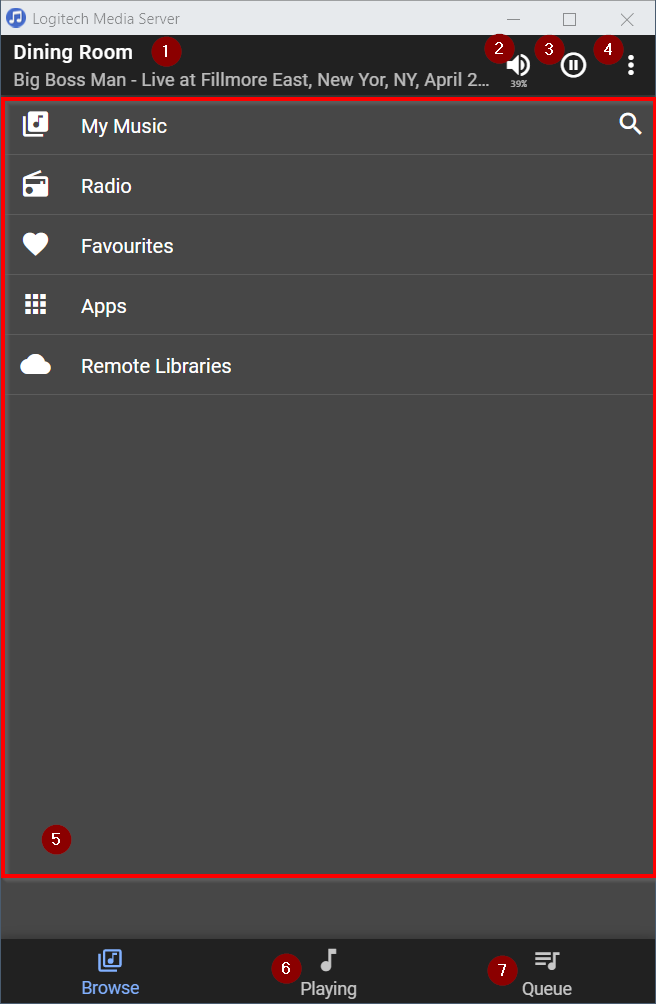 Logitech Media Server
Dining Room 1 2 3 4
Big Boss Man - Live at Fillmore East, New Yor, NY, April 2...
39%
My Music
Radio
Favourites
Apps
Remote Libraries
5
6 7
Browse Playing Queue